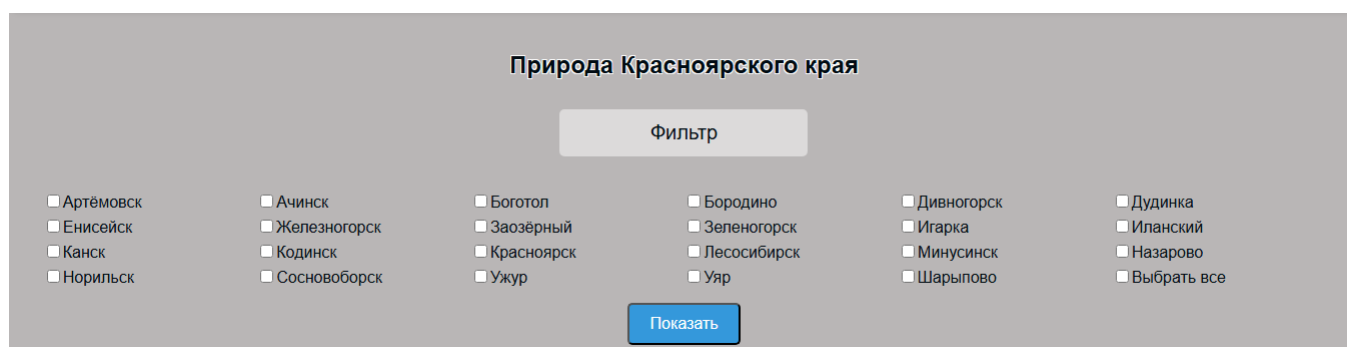 Природа Красноярского края
Фильтр
Артёмовск Ачинск Боготол Бородино Дивногорск Дудинка
Енисейск Железногорск Заозёрный Зеленогорск Игарка Иланский
Канск Кодинск Красноярск Лесосибирск Минусинск Назарово
Норильск Сосновоборск Ужур Уяр Шарыпово Выбрать все
Показать